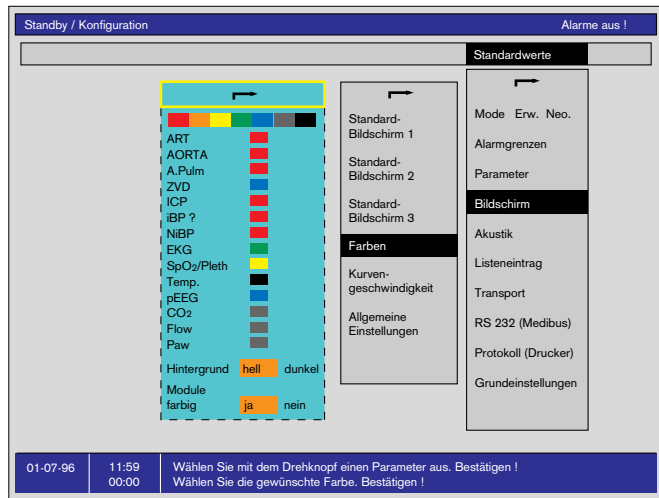 Standby / Konfiguration Alarme aus !
Standardwerte
ART
AORTA
A.Pulm
ZVD
ICP
iBP ?
NiBP
EKG
SpO2/Pleth
Temp.
pEEG
CO2
Flow
Paw
Hintergrund hell dunkel
Module
farbig ja nein
Standard-
Bildschirm 1
Standard-
Bildschirm 2
Standard-
Bildschirm 3
Farben
Kurven-
geschwindigkeit
Allgemeine
Einstellungen
Mode Erw. Neo.
Alarmgrenzen
Parameter
Bildschirm
Akustik
Listeneintrag
Transport
RS 232 (Medibus)
Protokoll (Drucker)
Grundeinstellungen
01-07-96
11:59
00:00
Wählen Sie mit dem Drehknopf einen Parameter aus. Bestätigen !
Wählen Sie die gewünschte Farbe. Bestätigen !